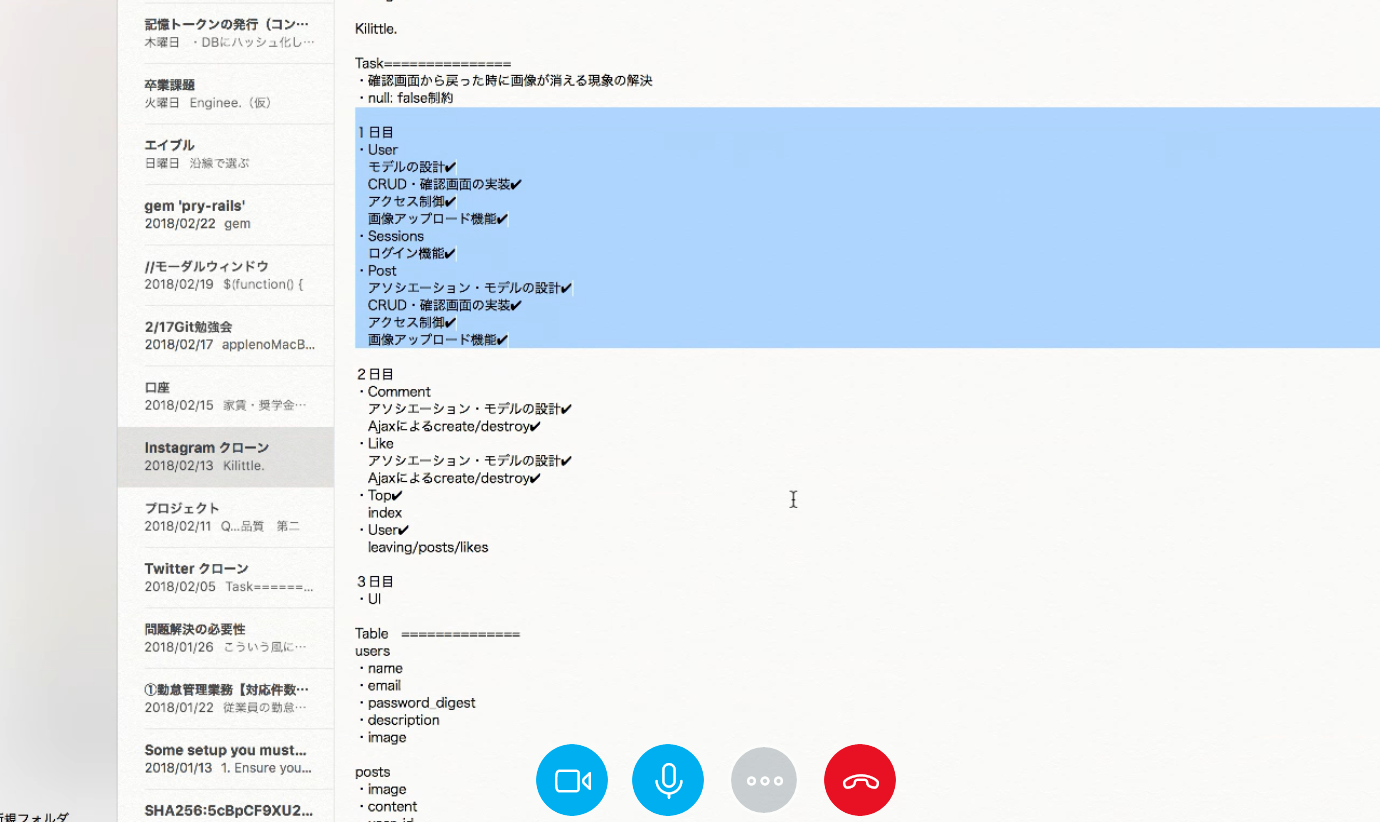 記憶トークンの発行（コン…
木曜日 ・DBにハッシュ化し…
卒業課題
火曜日 Enginee.（仮）
エイブル
日曜日 沿線で選ぶ
gem 'pry-rails'
2018/02/22 gem
//モーダルウィンドウ
2018/02/19 $(function() {
2/17Git勉強会
2018/02/17 applenoMacB...
口座
2018/02/15 家賃・奨学金…
Instagram クローン
2018/02/13 Kilittle.
プロジェクト
2018/02/11 Q...品質 第二
Twitter クローン
2018/02/05 Task======...
問題解決の必要性
2018/01/26 こういう風に…
①勤怠管理業務【対応件数…
2018/01/22 従業員の勤怠…
Some setup you must...
2018/01/13 1. Ensure you...
SHA256:5cBpCF9XU2...
新規フォルダ
Kilittle.
Task===============
・確認画面から戻った時に画像が消える現象の解決
・null: false制約
１日目
・User
モデルの設計✔
CRUD・確認画面の実装✔
アクセス制御✔
画像アップロード機能✔
・Sessions
ログイン機能✔
・Post
アソシエーション・モデルの設計✔
CRUD・確認画面の実装✔
アクセス制御✔
画像アップロード機能✔
２日目
・Comment
アソシエーション・モデルの設計✔
Ajaxによるcreate/destroy✔
・Like
アソシエーション・モデルの設計✔
Ajaxによるcreate/destroy✔
・Top✔
index
・User✔
leaving/posts/likes
３日目
・UI
Table ==============
users
・name
・email
・password_digest
・description
・image
posts
・image
・content